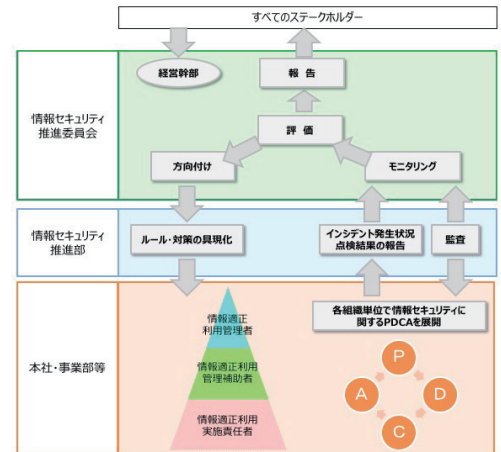 すべてのステークホルダー
情報セキュリティ
推進委員会
経営幹部
報 告
評 価
方向付け
モニタリング
情報セキュリティ
推進部
ルール・対策の具現化
インシデント発生状況
点検結果の報告
監査
本社・事業部等
情報適正
利用管理者
情報適正利用
管理補助者
情報適正利用
実施責任者
各組織単位で情報セキュリティに
関するPDCAを展開
P
A
D
C